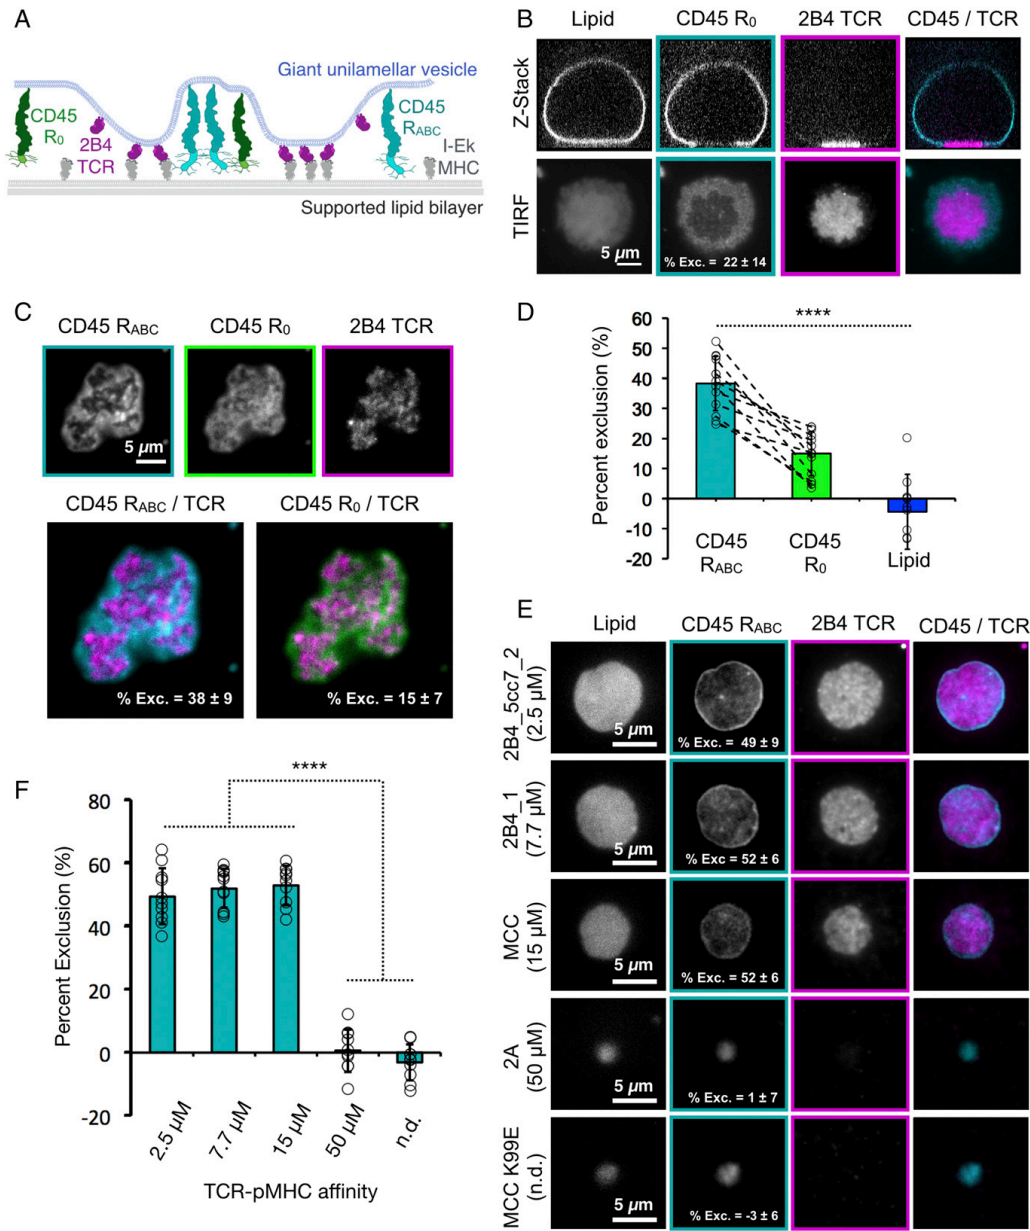 A
Giant unilamellar vesicle
CD45
R0
2B4
TCR
CD45
RABC
I-Ek
MHC
Supported lipid bilayer
B
Lipid
CD45 R0
2B4 TCR
CD45 / TCR
Z-Stack
TIRF
5 µm
% Exc. = 22 ± 14
C
CD45 RABC
CD45 R0
2B4 TCR
5 µm
CD45 RABC / TCR
CD45 R0 / TCR
% Exc. = 38 ± 9
% Exc. = 15 ± 7
D
****
Percent exclusion (%)
60
50
40
30
20
10
0
-10
-20
CD45
RABC
CD45
R0
Lipid
E
Lipid
CD45 RABC
2B4 TCR
CD45 / TCR
2B4_5cc7_2
(2.5 µM)
5 µm
% Exc. = 49 ± 9
2B4_1
(7.7 µM)
5 µm
% Exc = 52 ± 6
MCC
(15 µM)
5 µm
% Exc. = 52 ± 6
2A
(50 µM)
5 µm
% Exc. = 1 ± 7
MCC K99E
(n.d.)
5 µm
% Exc. = -3 ± 6
F
****
Percent Exclusion (%)
80
60
40
20
0
-20
2.5 µM
7.7 µM
15 µM
50 µM
n.d.
TCR-pMHC affinity